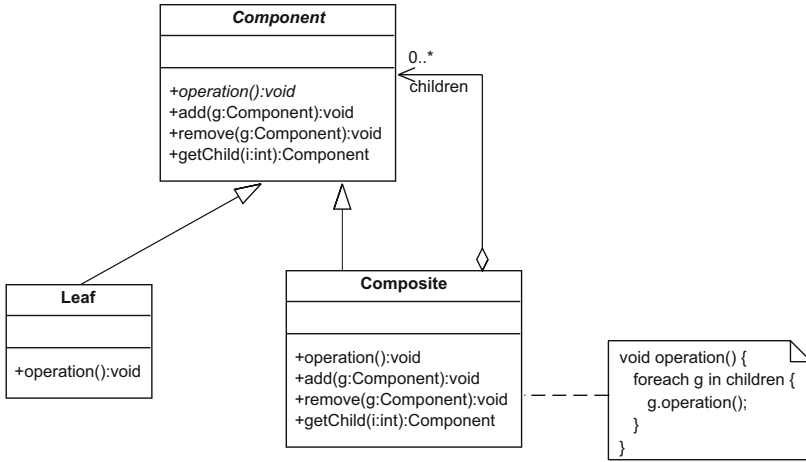 Component
+operation():void
+add(g:Component):void
+remove(g:Component):void
+getChild(i:int):Component
0..*
children
Leaf
+operation():void
Composite
+operation():void
+add(g:Component):void
+remove(g:Component):void
+getChild(i:int):Component
void operation() {
foreach g in children {
g.operation();
}
}